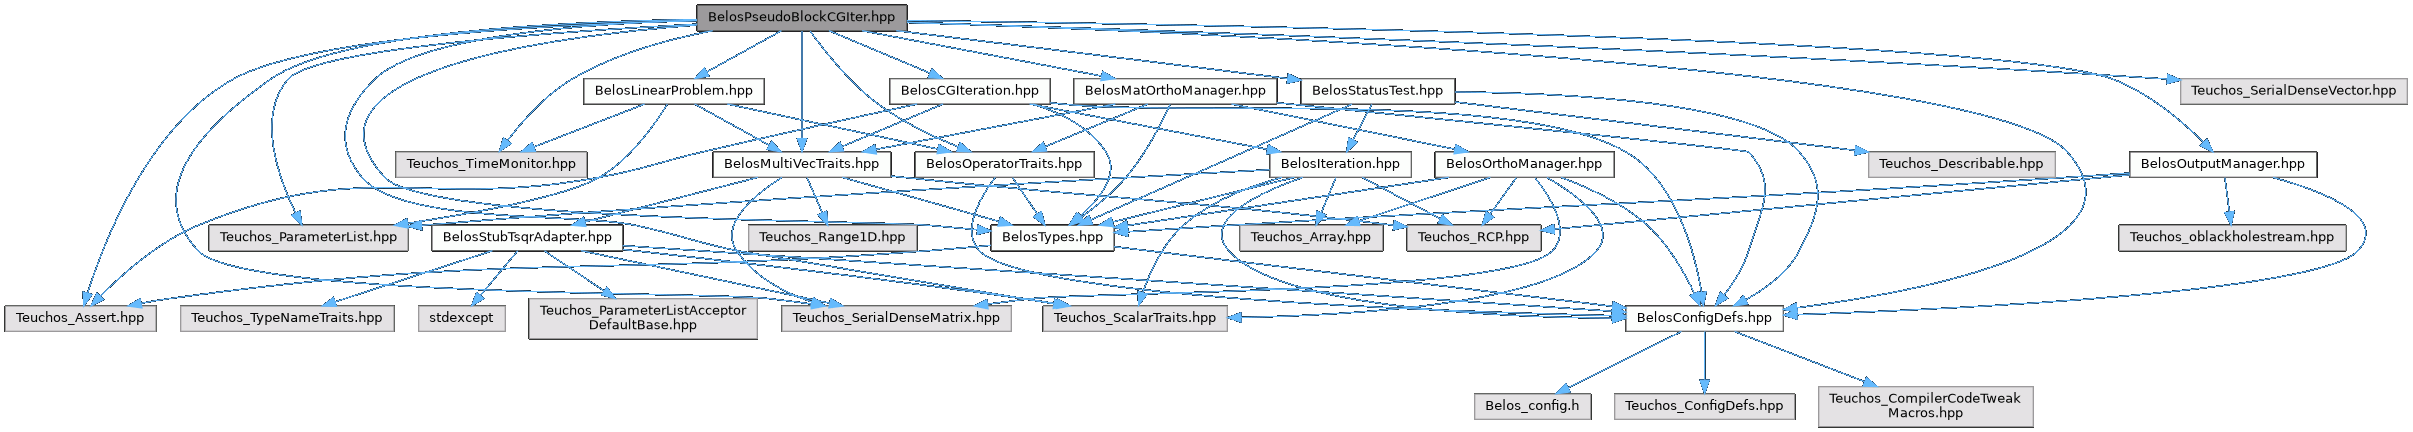 BelosPseudoBlockCGIter.hpp
BelosLinearProblem.hpp
BelosCGIteration.hpp
BelosMatOrthoManager.hpp
BelosStatusTest.hpp
Teuchos_SerialDenseVector.hpp
Teuchos_TimeMonitor.hpp
BelosMultiVecTraits.hpp
BelosOperatorTraits.hpp
BelosIteration.hpp
BelosOrthoManager.hpp
Teuchos_Describable.hpp
BelosOutputManager.hpp
Teuchos_ParameterList.hpp
BelosStubTsqrAdapter.hpp
Teuchos_Range1D.hpp
BelosTypes.hpp
Teuchos_Array.hpp
Teuchos_RCP.hpp
Teuchos_oblackholestream.hpp
Teuchos_Assert.hpp
Teuchos_TypeNameTraits.hpp
stdexcept
Teuchos_ParameterListAcceptor
DefaultBase.hpp
Teuchos_SerialDenseMatrix.hpp
Teuchos_ScalarTraits.hpp
BelosConfigDefs.hpp
Belos_config.h
Teuchos_ConfigDefs.hpp
Teuchos_CompilerCodeTweak
Macros.hpp